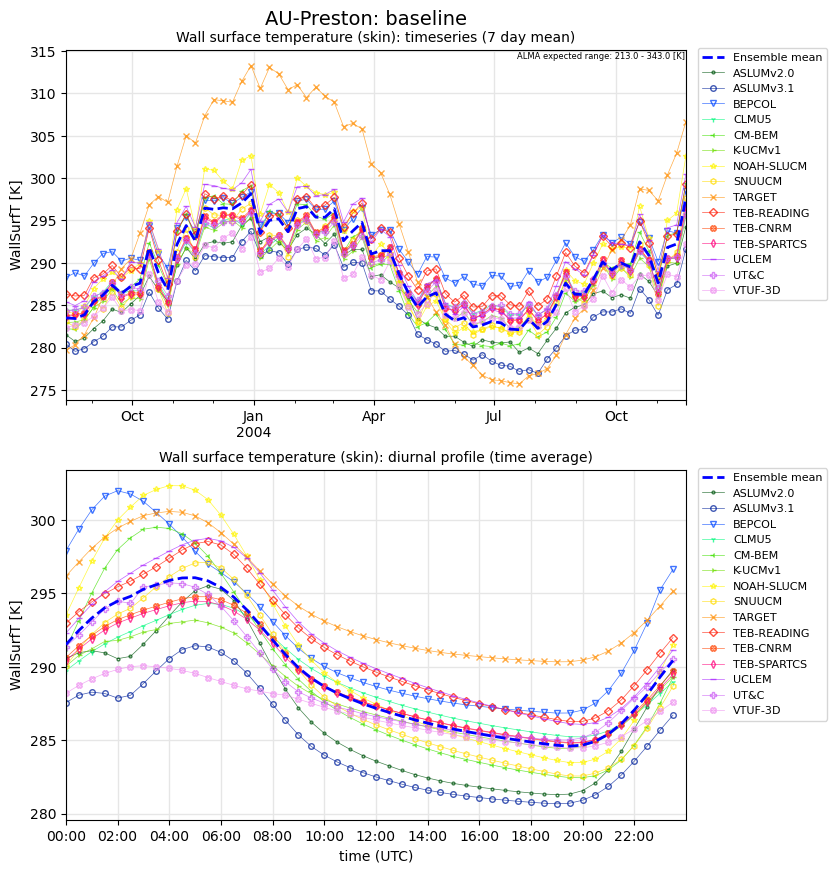 AU-Preston: baseline
Wall surface temperature (skin): timeseries (7 day mean)
ALMA expected range: 213.0 - 343.0 [K]
WallSurfT [K]
315
310
305
300
295
290
285
280
275
Oct
Jan
2004
Apr
Jul
Oct
Ensemble mean
ASLUMv2.0
ASLUMv3.1
BEPCOL
CLMU5
CM-BEM
K-UCMv1
NOAH-SLUCM
SNUUCM
TARGET
TEB-READING
TEB-CNRM
TEB-SPARTCS
UCLEM
UT&C
VTUF-3D
Wall surface temperature (skin): diurnal profile (time average)
WallSurfT [K]
300
295
290
285
280
00:00
02:00
04:00
06:00
08:00
10:00
12:00
14:00
16:00
18:00
20:00
22:00
time (UTC)
Ensemble mean
ASLUMv2.0
ASLUMv3.1
BEPCOL
CLMU5
CM-BEM
K-UCMv1
NOAH-SLUCM
SNUUCM
TARGET
TEB-READING
TEB-CNRM
TEB-SPARTCS
UCLEM
UT&C
VTUF-3D